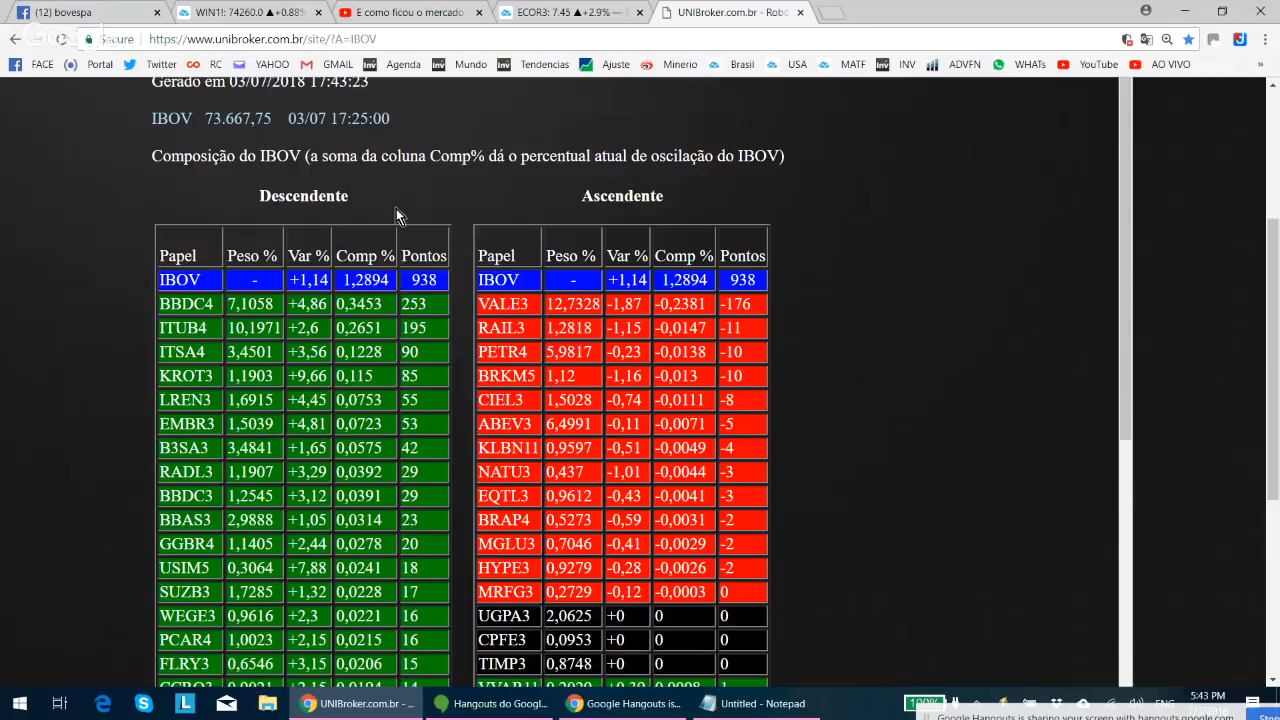 (2) bovespa
WIN1!: 74260.0 ▲+0.88%
E como ficou o mercado
ECOR3: 7.45 ▲+2.9% —
UNIBroker.com.br - Robo
Secure
https://www.unibroker.com.br/site/?A=IBOV
FACE Portal Twitter RC YAHOO GMAIL Agenda Mundo Tendencias Ajuste Minerio Brasil USA MATF INV ADVFN WHATs YouTube AO VIVO
Gerado em 03/07/2018 17:43:23
IBOV 73.667,75 03/07 17:25:00
Composição do IBOV (a soma da coluna Comp% dá o percentual atual de oscilação do IBOV)
Descendente
Papel Peso % Var % Comp % Pontos
IBOV - +1,14 1,2894 938
BBDC4 7,1058 +4,86 0,3453 253
ITUB4 10,1971 +2,6 0,2651 195
ITSA4 3,4501 +3,56 0,1228 90
KROT3 1,1903 +9,66 0,115 85
LREN3 1,6915 +4,45 0,0753 55
EMBR3 1,5039 +4,81 0,0723 53
B3SA3 3,4841 +1,65 0,0575 42
RADL3 1,1907 +3,29 0,0392 29
BBDC3 1,2545 +3,12 0,0391 29
BBAS3 2,9888 +1,05 0,0314 23
GGBR4 1,1405 +2,44 0,0278 20
USIM5 0,3064 +7,88 0,0241 18
SUZB3 1,7285 +1,32 0,0228 17
WEGE3 0,9616 +2,3 0,0221 16
PCAR4 1,0023 +2,15 0,0215 16
FLRY3 0,6546 +3,15 0,0206 15
Ascendente
Papel Peso % Var % Comp % Pontos
IBOV - +1,14 1,2894 938
VALE3 12,7328 -1,87 -0,2381 -176
RAIL3 1,2818 -1,15 -0,0147 -11
PETR4 5,9817 -0,23 -0,0138 -10
BRKM5 1,12 -1,16 -0,013 -10
CIEL3 1,5028 -0,74 -0,0111 -8
ABEV3 6,4991 -0,11 -0,0071 -5
KLBN11 0,9597 -0,51 -0,0049 -4
NATU3 0,437 -1,01 -0,0044 -3
EQTL3 0,9612 -0,43 -0,0041 -3
BRAP4 0,5273 -0,59 -0,0031 -2
MGLU3 0,7046 -0,41 -0,0029 -2
HYPE3 0,9279 -0,28 -0,0026 -2
MRFG3 0,2729 -0,12 -0,0003 0
UGPA3 2,0625 +0 0 0
CPFE3 0,0953 +0 0 0
TIMP3 0,8748 +0 0 0
UNIBroker.com.br - ...
Hangouts do Googl...
Google Hangouts is...
Untitled - Notepad
100%
ENG
5:43 PM
Google Hangouts is sharing your screen with hangouts.google.com